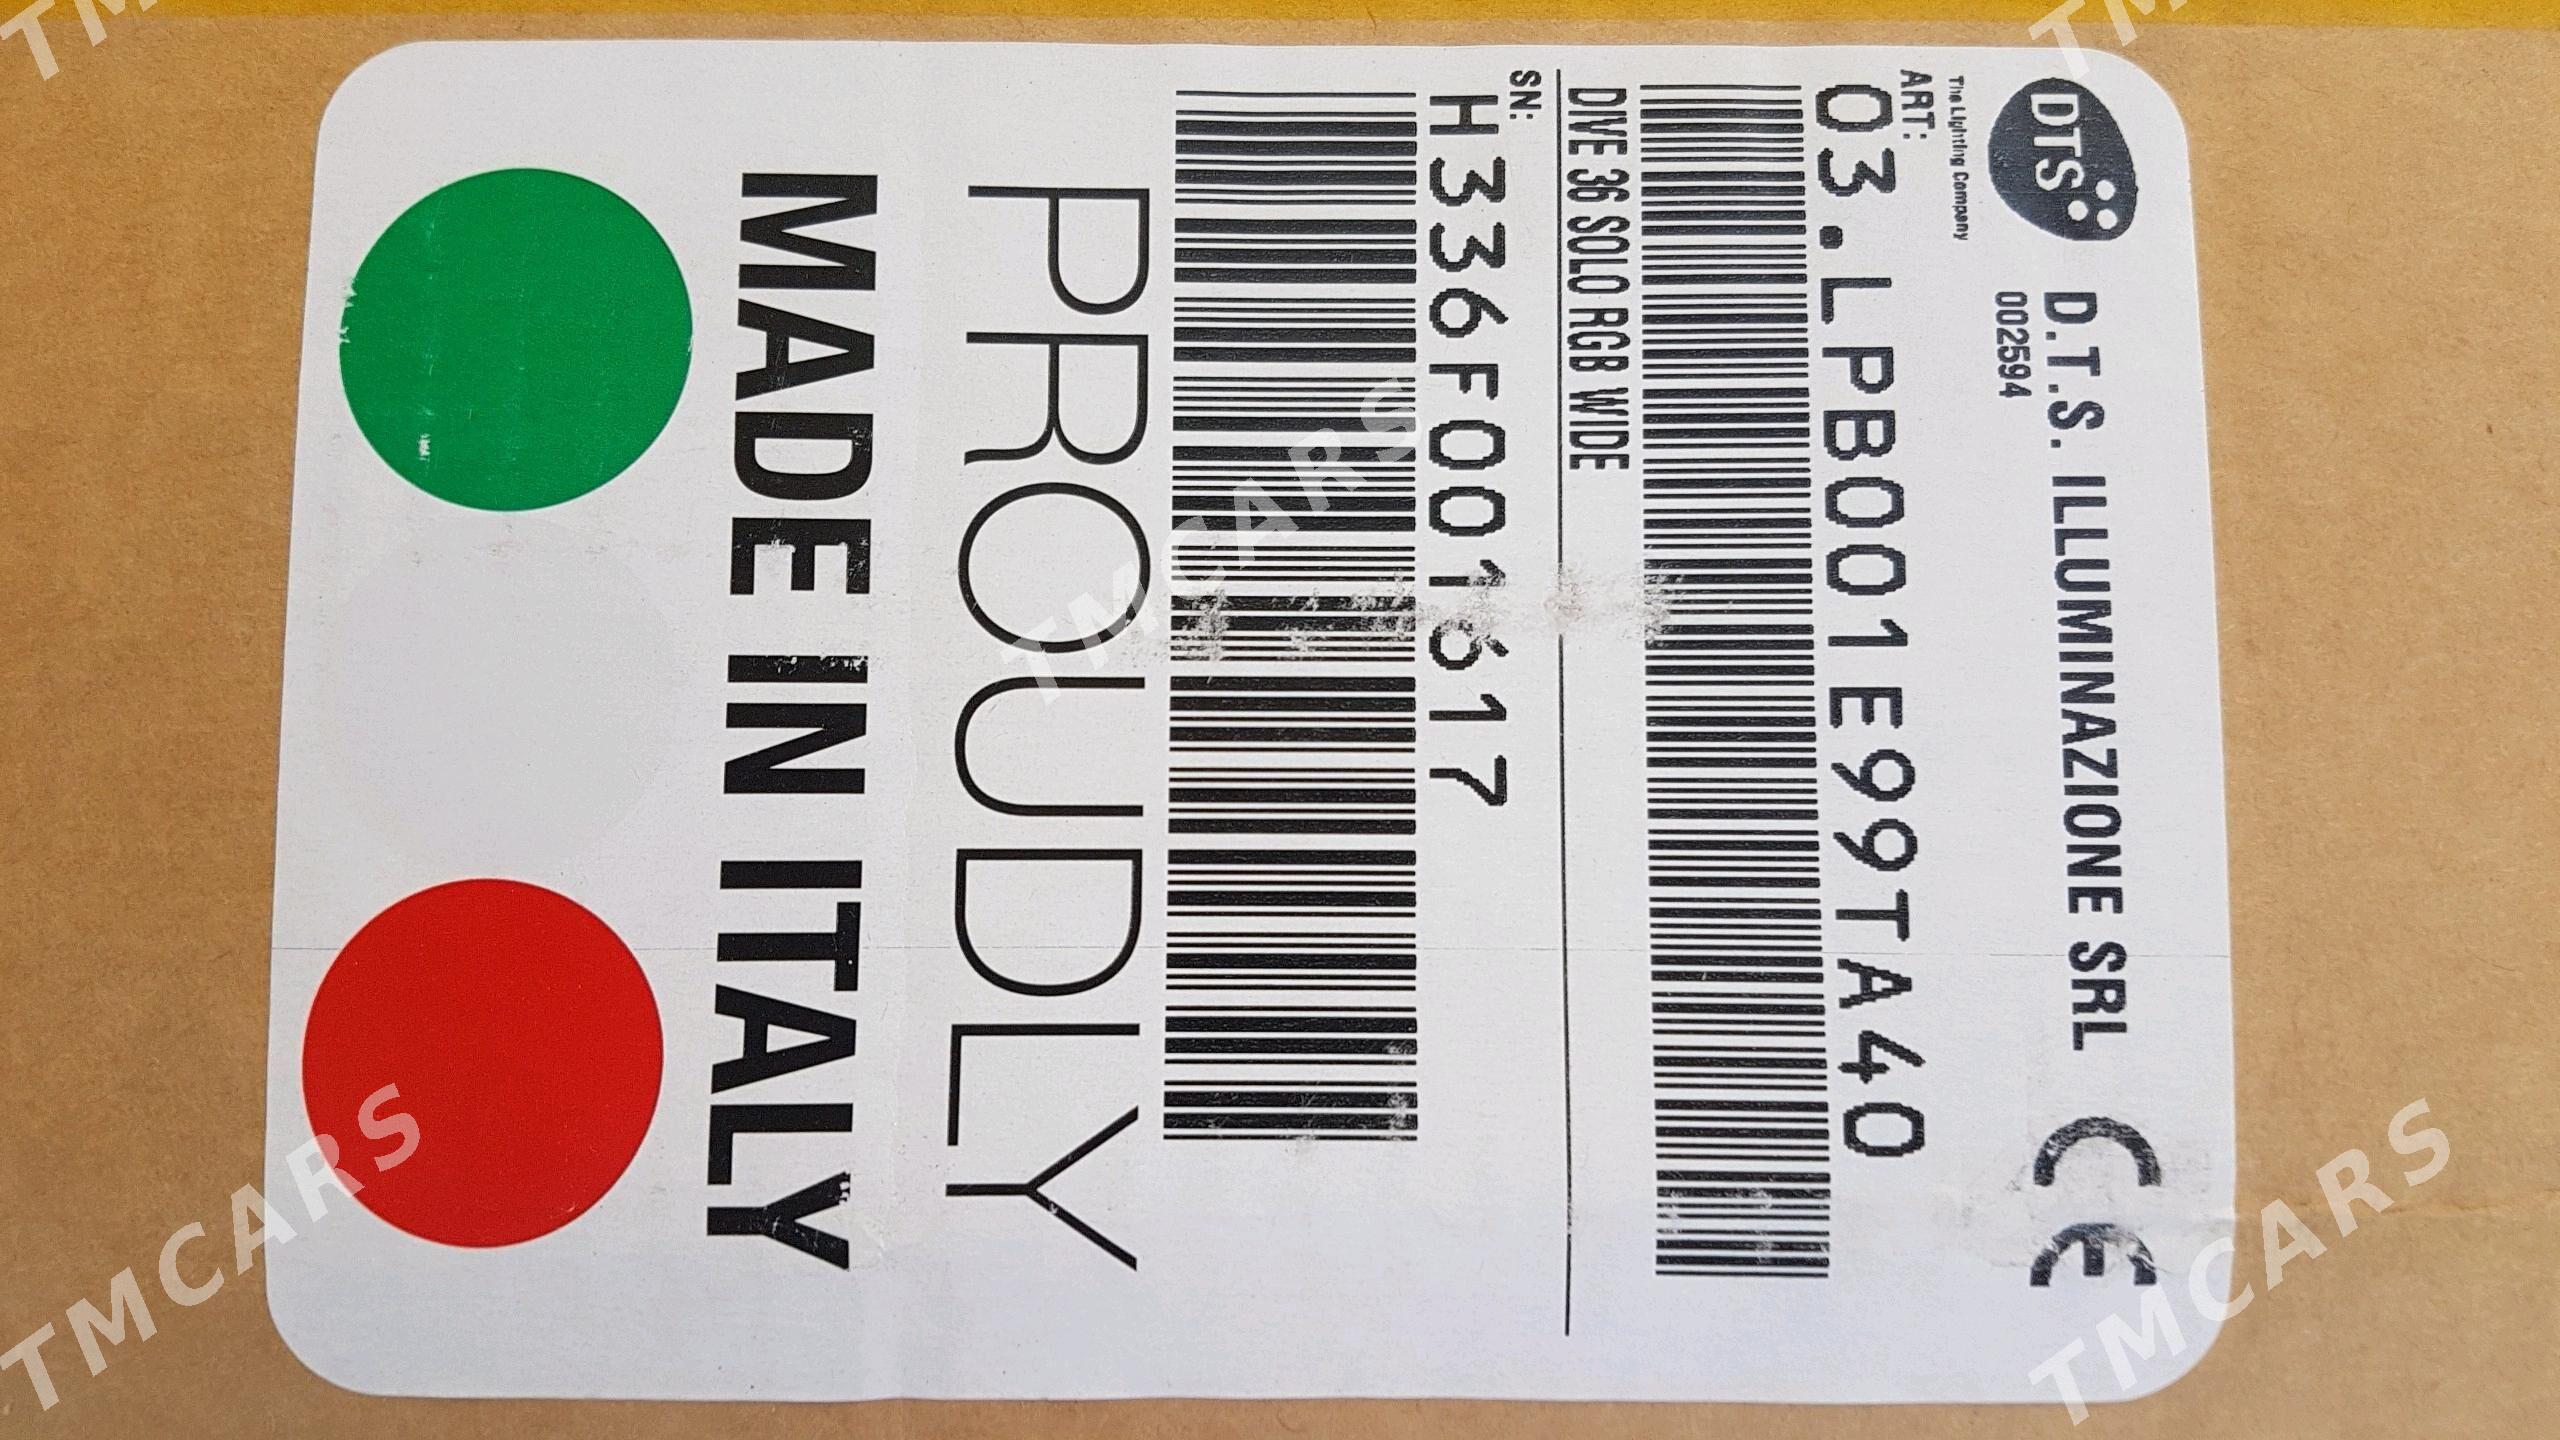 DTS
The Lighting Company
D.T.S. ILLUMINAZIONE SRL
002594
CE
ART:
03.LPB001E99TA40
DIVE 36 SOLO RGB WIDE
SN:
H336F001617
PROUDLY
MADE IN ITALY
TMCARS
TMCARS
TMCARS